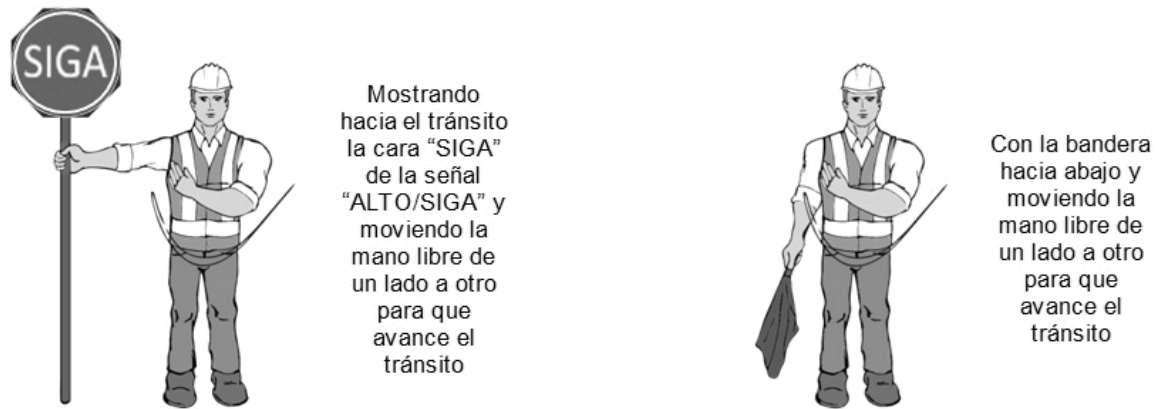 SIGA
Mostrando
hacia el tránsito
la cara “SIGA”
de la señal
“ALTO/SIGA” y
moviendo la
mano libre de
un lado a otro
para que
avance el
tránsito
Con la bandera
hacia abajo y
moviendo la
mano libre de
un lado a otro
para que
avance el
tránsito